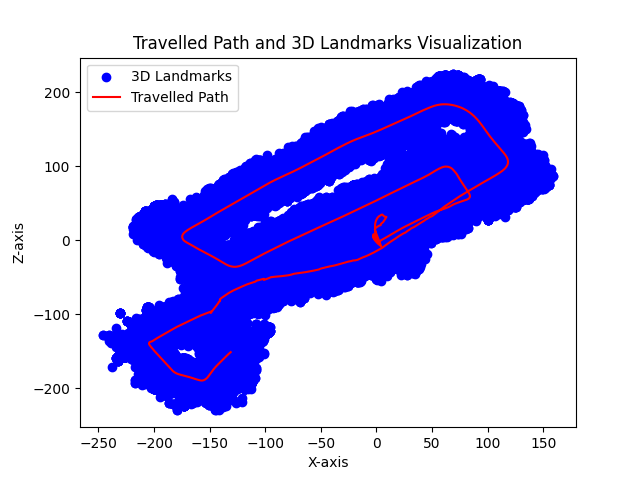 Travelled Path and 3D Landmarks Visualization
3D Landmarks
Travelled Path
Z-axis
200
100
0
−100
−200
−250 −200 −150 −100 −50 0 50 100 150
X-axis